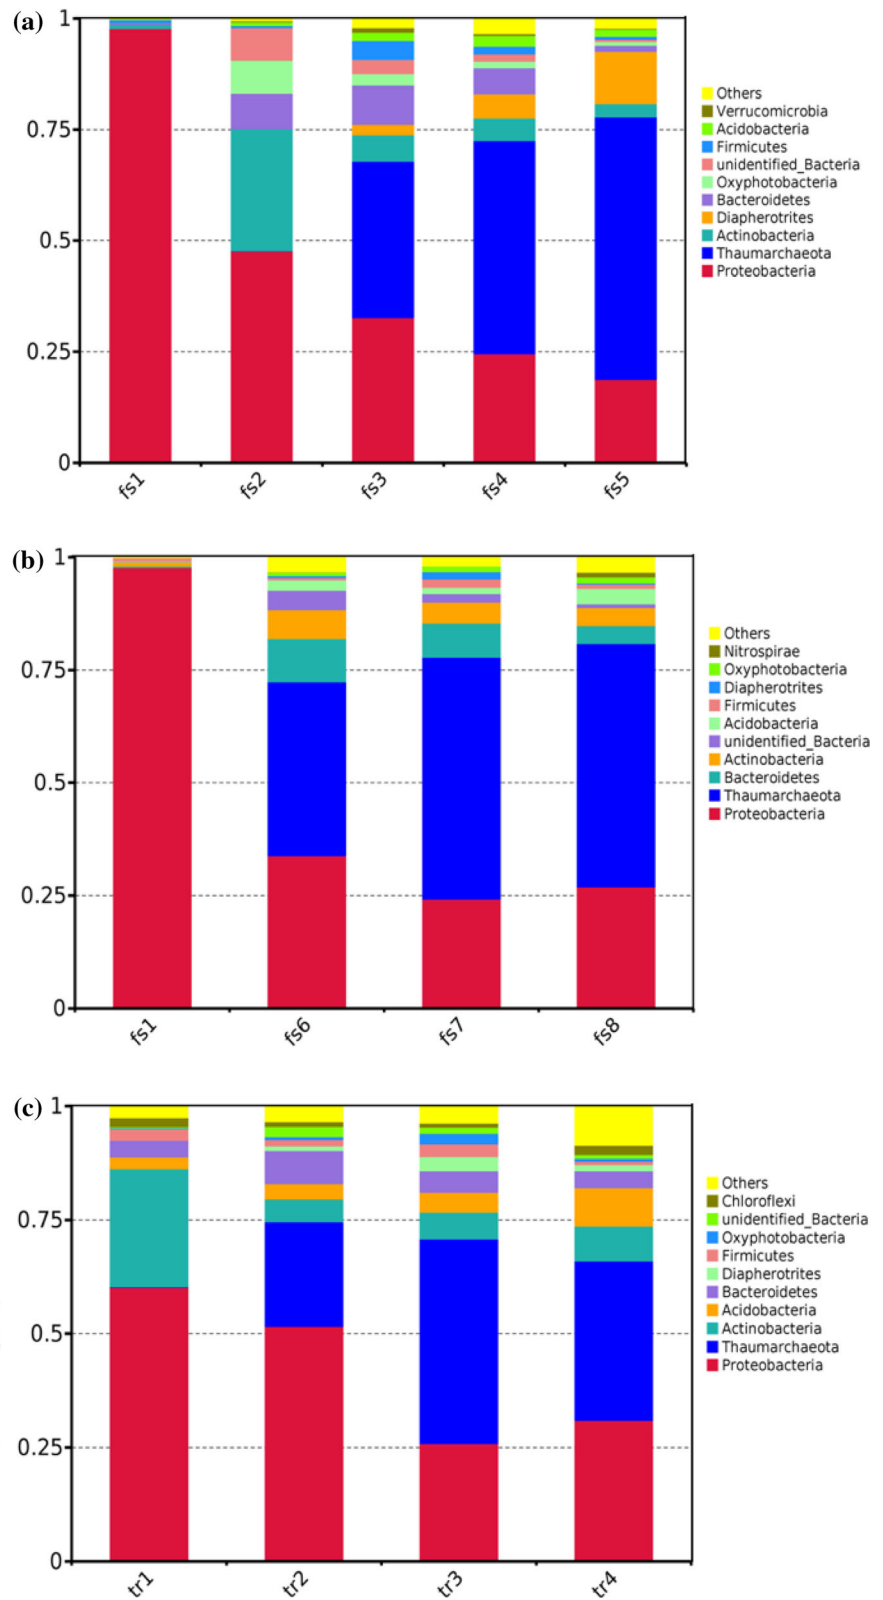 (a)
1
0.75
0.5
0.25
0
fs1
fs2
fs3
fs4
fs5
Others
Verrucomicrobia
Acidobacteria
Firmicutes
unidentified_Bacteria
Oxyphotobacteria
Bacteroidetes
Diapherotrites
Actinobacteria
Thaumarchaeota
Proteobacteria
(b)
1
0.75
0.5
0.25
0
fs1
fs6
fs7
fs8
Others
Nitrospirae
Oxyphotobacteria
Diapherotrites
Firmicutes
Acidobacteria
unidentified_Bacteria
Actinobacteria
Bacteroidetes
Thaumarchaeota
Proteobacteria
(c)
1
0.75
0.5
0.25
0
tr1
tr2
tr3
tr4
Others
Chloroflexi
unidentified_Bacteria
Oxyphotobacteria
Firmicutes
Diapherotrites
Bacteroidetes
Acidobacteria
Actinobacteria
Thaumarchaeota
Proteobacteria